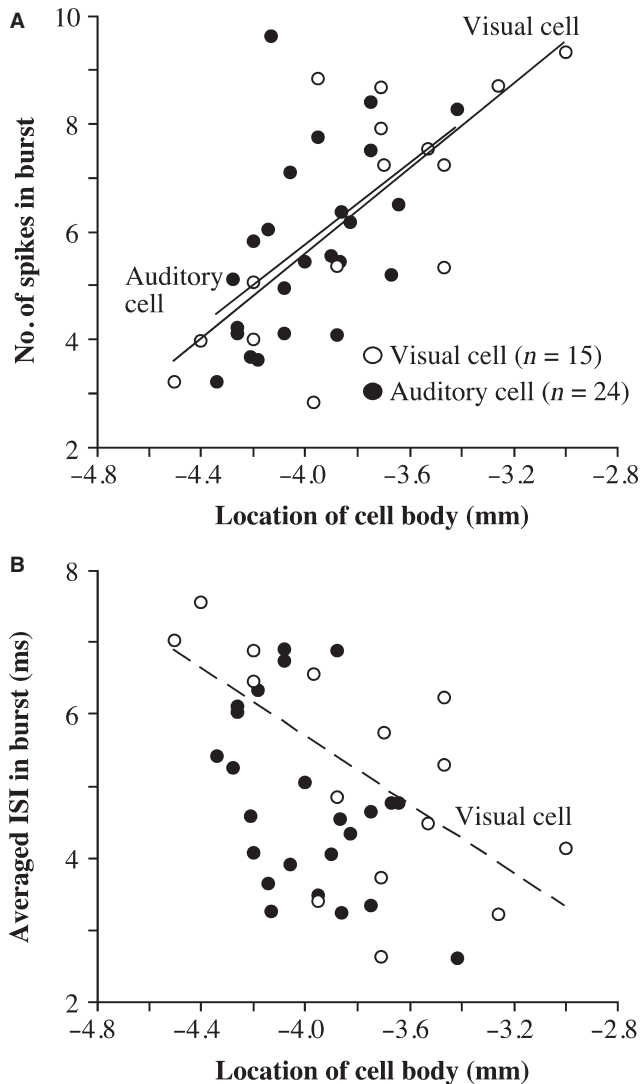 A
10
8
6
4
2
No. of spikes in burst
Visual cell
Auditory
cell
Visual cell (n = 15)
Auditory cell (n = 24)
−4.8 −4.4 −4.0 −3.6 −3.2 −2.8
Location of cell body (mm)
B
8
6
4
2
Averaged ISI in burst (ms)
Visual cell
−4.8 −4.4 −4.0 −3.6 −3.2 −2.8
Location of cell body (mm)